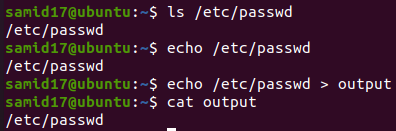 samid17@ubuntu:~$ ls /etc/passwd
/etc/passwd
samid17@ubuntu:~$ echo /etc/passwd
/etc/passwd
samid17@ubuntu:~$ echo /etc/passwd > output
samid17@ubuntu:~$ cat output
/etc/passwd